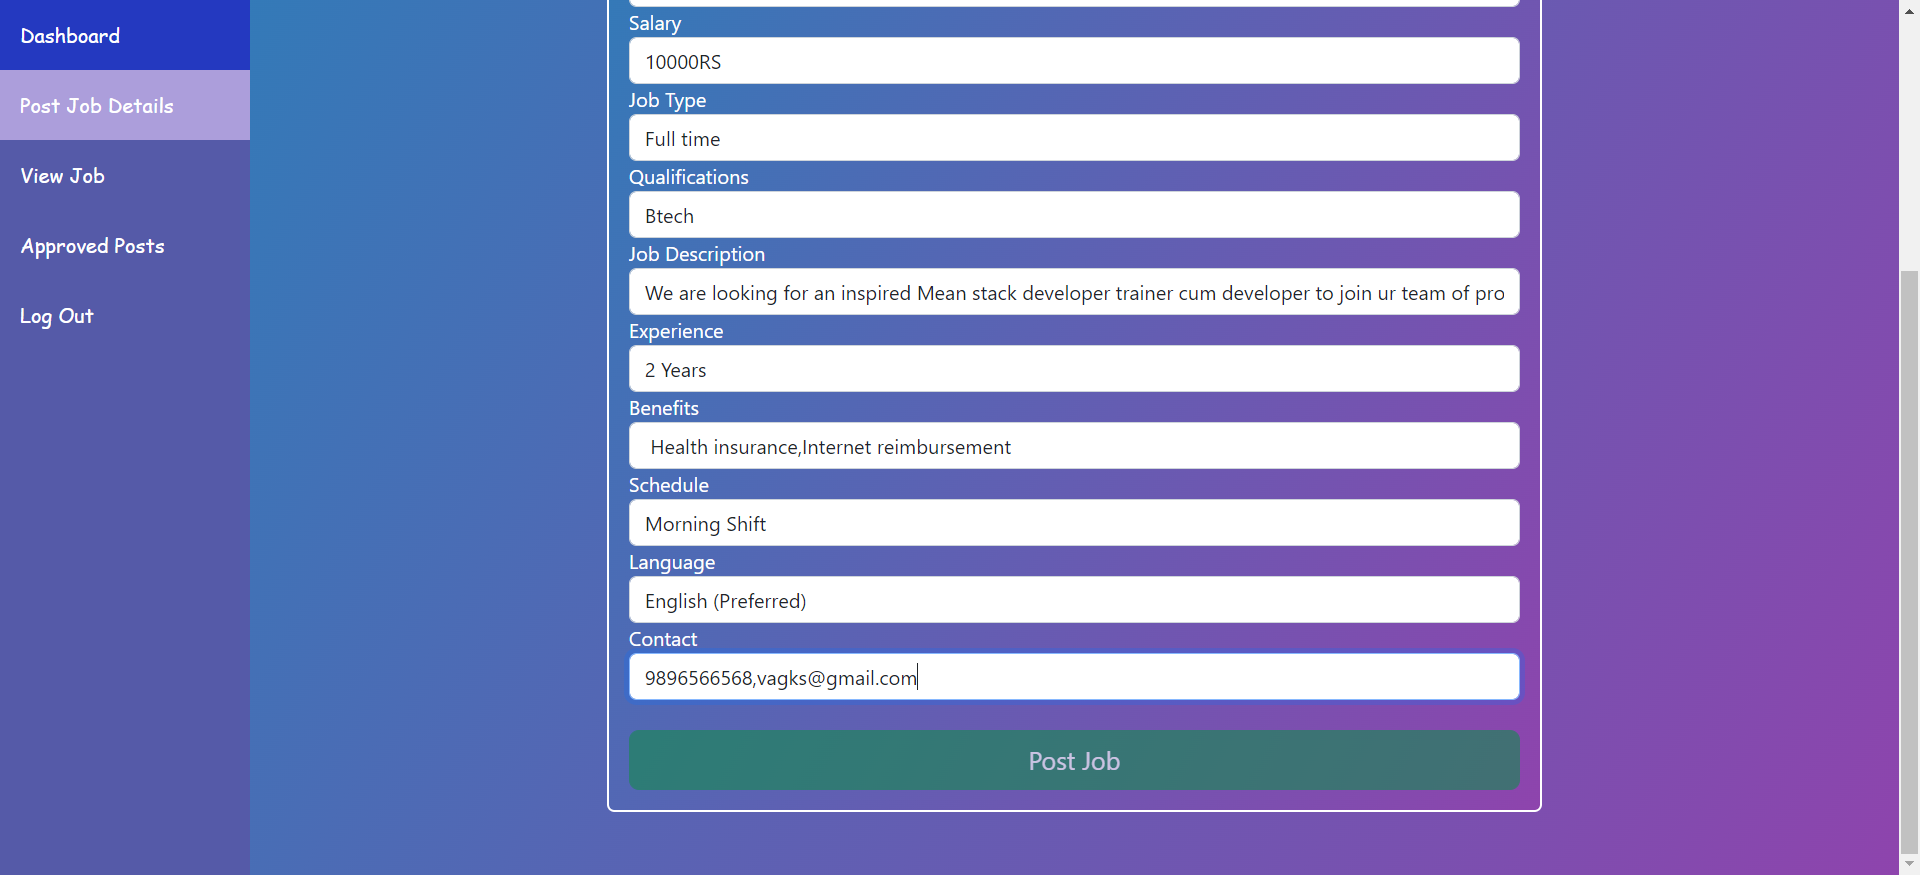 Dashboard
Post Job Details
View Job
Approved Posts
Log Out
Salary
10000RS
Job Type
Full time
Qualifications
Btech
Job Description
We are looking for an inspired Mean stack developer trainer cum developer to join ur team of pro
Experience
2 Years
Benefits
Health insurance,Internet reimbursement
Schedule
Morning Shift
Language
English (Preferred)
Contact
9896566568,vagks@gmail.com
Post Job